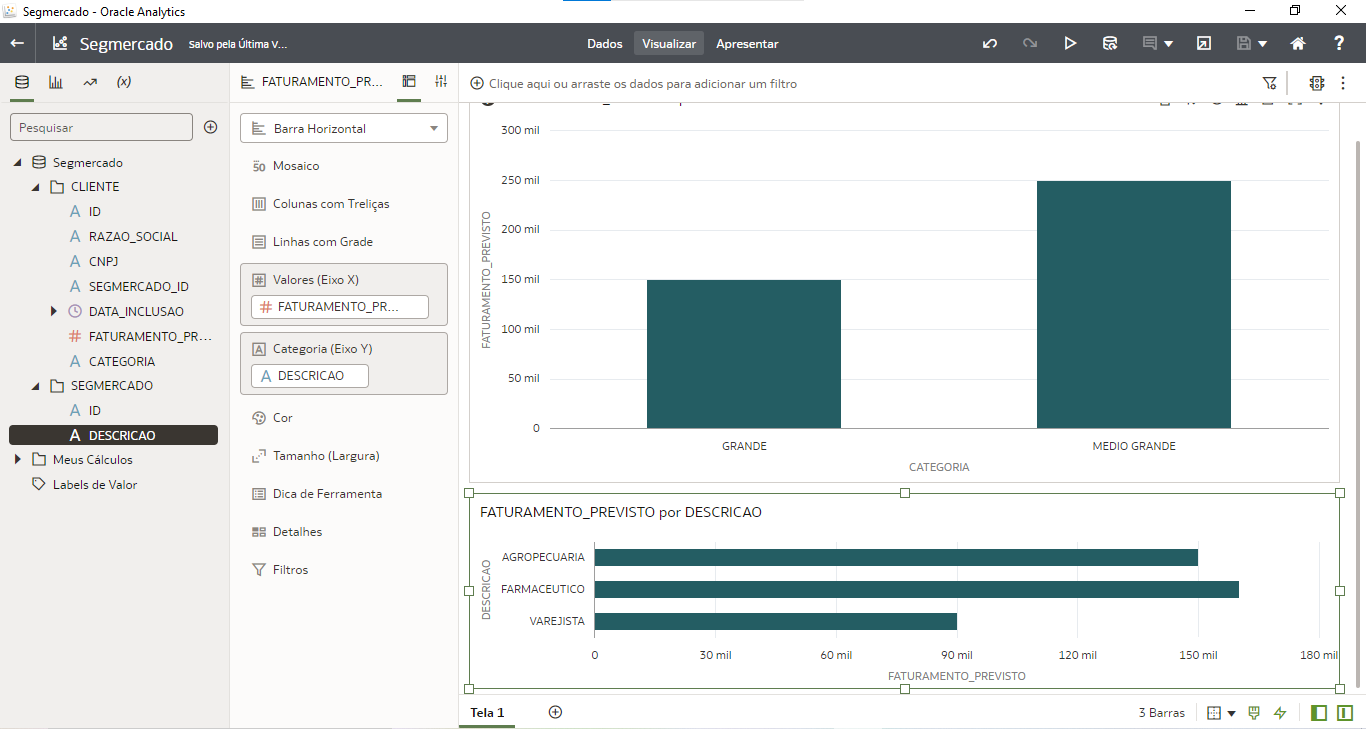 Segmercado - Oracle Analytics
Segmercado
Salvo pela Última V...
Dados
Visualizar
Apresentar
?
(x)
FATURAMENTO_PR...
Clique aqui ou arraste os dados para adicionar um filtro
Pesquisar
Segmercado
CLIENTE
A ID
A RAZAO_SOCIAL
A CNPJ
A SEGMERCADO_ID
DATA_INCLUSAO
# FATURAMENTO_PR...
A CATEGORIA
SEGMERCADO
A ID
A DESCRICAO
Meus Cálculos
Labels de Valor
Barra Horizontal
50 Mosaico
Colunas com Treliças
Linhas com Grade
# Valores (Eixo X)
# FATURAMENTO_PR...
A Categoria (Eixo Y)
A DESCRICAO
Cor
Tamanho (Largura)
Dica de Ferramenta
Detalhes
Filtros
300 mil
250 mil
200 mil
150 mil
100 mil
50 mil
0
FATURAMENTO_PREVISTO
GRANDE
MEDIO GRANDE
CATEGORIA
FATURAMENTO_PREVISTO por DESCRICAO
DESCRICAO
AGROPECUARIA
FARMACEUTICO
VAREJISTA
0
30 mil
60 mil
90 mil
120 mil
150 mil
180 mil
FATURAMENTO_PREVISTO
Tela 1
3 Barras